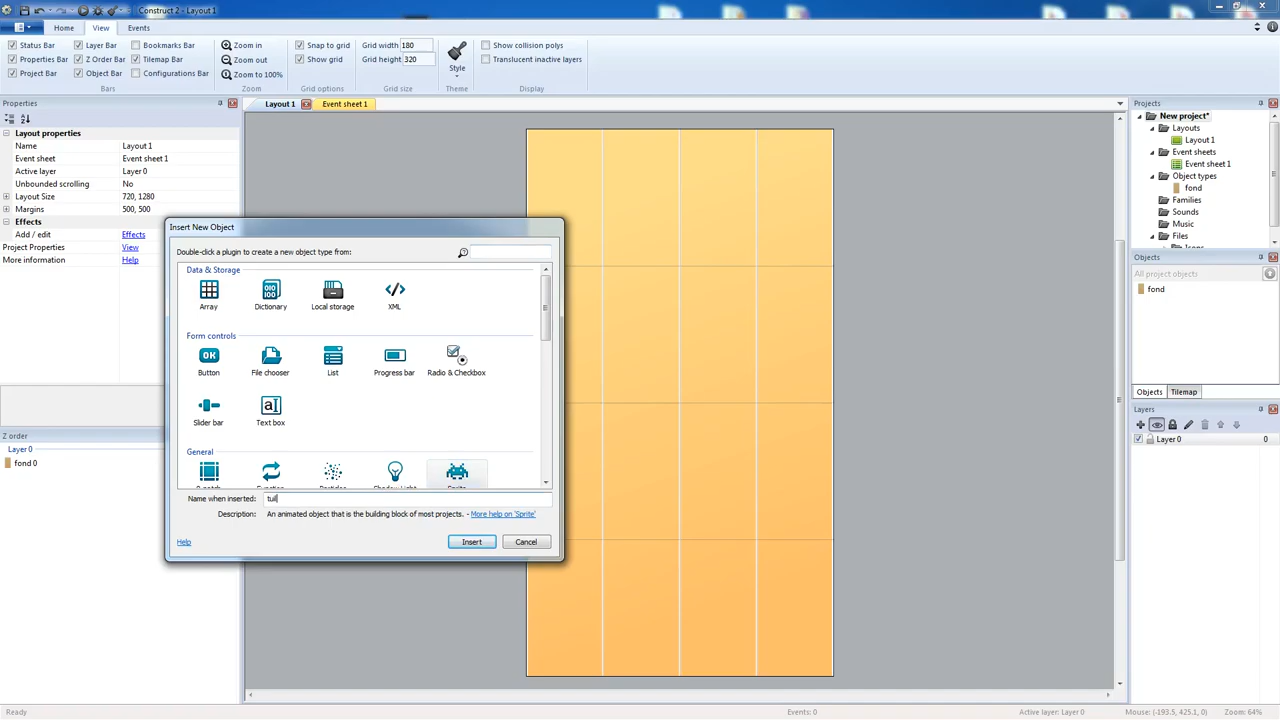 Construct 2 - Layout 1
Home View Events
Status Bar Layer Bar Bookmarks Bar Zoom in Snap to grid Grid width 180 Show collision polys
Properties Bar Z Order Bar Tilemap Bar Zoom out Show grid Grid height 320 Style Translucent inactive layers
Project Bar Object Bar Configurations Bar Zoom to 100%
Bars Zoom Grid options Grid size Theme Display
Properties
Layout 1 Event sheet 1
Projects
Layout properties
Name Layout 1
Event sheet Event sheet 1
Active layer Layer 0
Unbounded scrolling No
Layout Size 720, 1280
Margins 500, 500
Effects
Add / edit Effects
Project Properties View
More information Help
Z order
Layer 0
fond 0
Insert New Object
Double-click a plugin to create a new object type from:
Data & Storage
Array Dictionary Local storage XML
Form controls
Button File chooser List Progress bar Radio & Checkbox
Slider bar Text box
General
Name when inserted: tuil
Description: An animated object that is the building block of most projects. - More help on 'Sprite'
Help Insert Cancel
New project*
Layouts
Layout 1
Event sheets
Event sheet 1
Object types
fond
Families
Sounds
Music
Files
Objects
All project objects
fond
Objects Tilemap
Layers
Layer 0 0
Ready Events: 0 Active layer: Layer 0 Mouse: (-193.5, 425.1, 0) Zoom: 64%